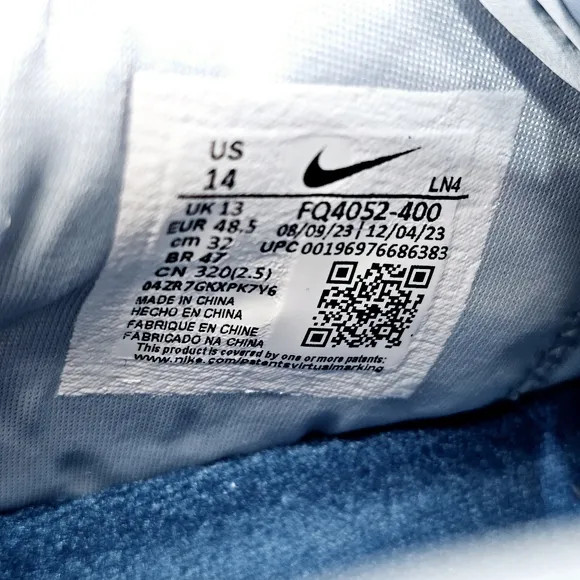 US
14
LN4
UK 13
FQ4052-400
EUR 48.5
08/09/23 | 12/04/23
cm 32
UPC 00196976686383
BR 47
CN 320(2.5)
04ZR7GKXPK7Y6
MADE IN CHINA
HECHO EN CHINA
FABRIQUE EN CHINE
FABRICADO NA CHINA
This product is covered by one or more patents:
www.nike.com/patentsvirtualmarking